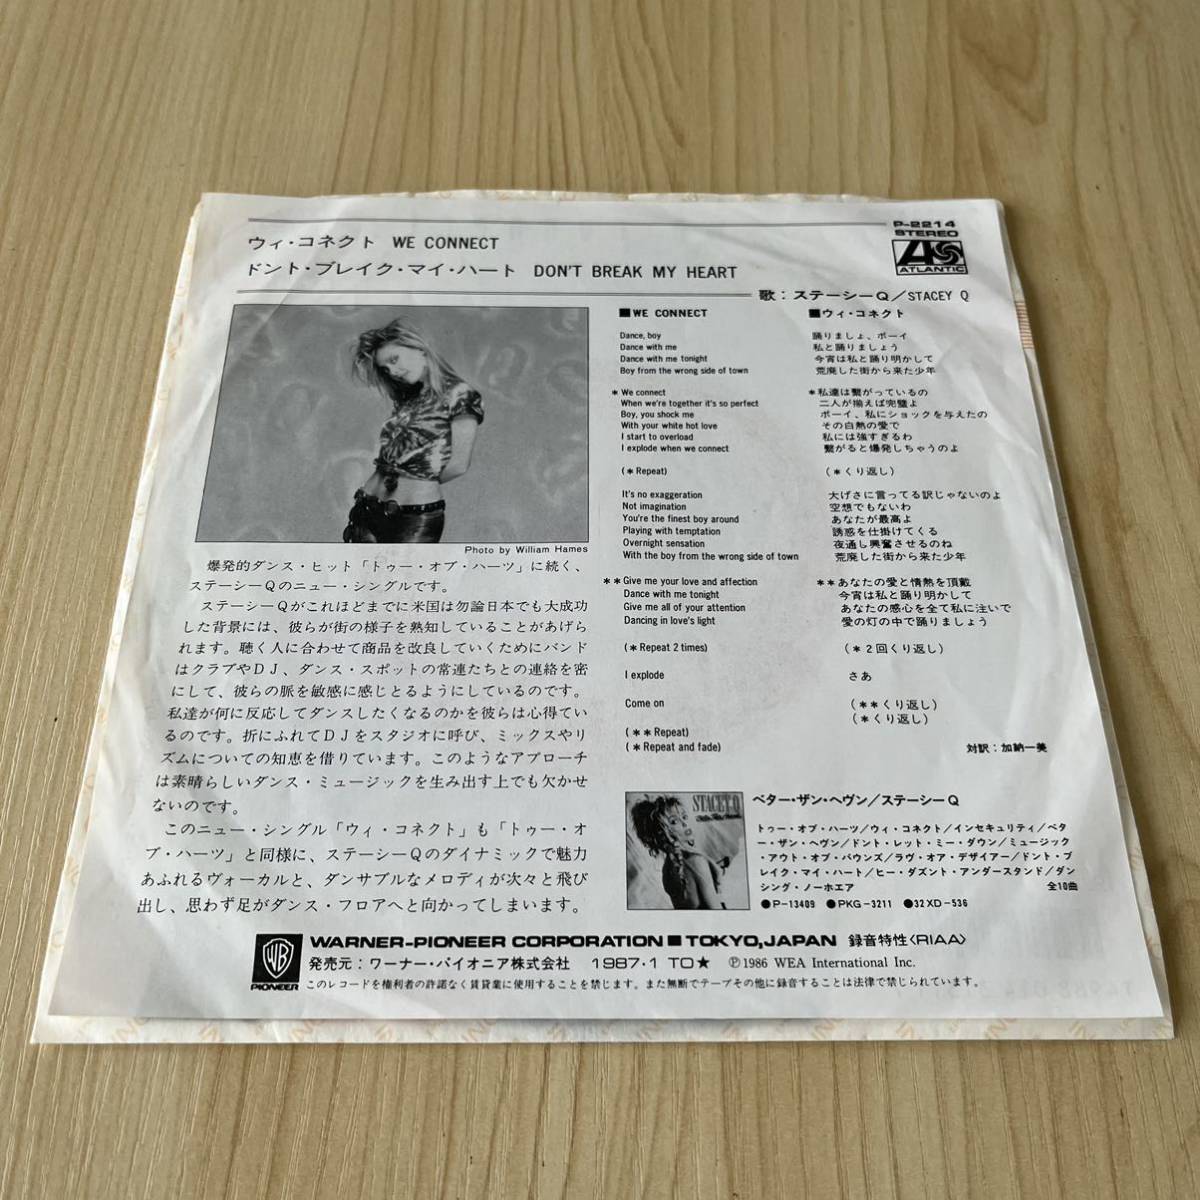 P-2214
STEREO
ATLANTIC
ウィ・コネクト WE CONNECT
ドント・ブレイク・マイ・ハート DON'T BREAK MY HEART
歌：ステーシーQ／STACEY Q
Photo by William Hames
爆発的ダンス・ヒット「トゥー・オブ・ハーツ」に続く、
ステーシーQのニュー・シングルです。
ステーシーQがこれほどまでに米国は勿論日本でも大成功
した背景には、彼らが街の様子を熟知していることがあげら
れます。聴く人に合わせて商品を改良していくためにバンド
はクラブやDJ、ダンス・スポットの常連たちとの連絡を密
にして、彼らの脈を敏感に感じとるようにしているのです。
私達が何に反応してダンスしたくなるのかを彼らは心得てい
るのです。折にふれてDJをスタジオに呼び、ミックスやリ
ズムについての知恵を借りています。このようなアプローチ
は素晴らしいダンス・ミュージックを生み出す上でも欠かせ
ないのです。
このニュー・シングル「ウィ・コネクト」も「トゥー・オ
ブ・ハーツ」と同様に、ステーシーQのダイナミックで魅力
あふれるヴォーカルと、ダンサブルなメロディが次々と飛び
出し、思わず足がダンス・フロアへと向かってしまいます。
■WE CONNECT
Dance, boy
Dance with me
Dance with me tonight
Boy from the wrong side of town
*We connect
When we're together it's so perfect
Boy, you shock me
With your white hot love
I start to overload
I explode when we connect
(*Repeat)
It's no exaggeration
Not imagination
You're the finest boy around
Playing with temptation
Overnight sensation
With the boy from the wrong side of town
**Give me your love and affection
Dance with me tonight
Give me all of your attention
Dancing in love's light
(*Repeat 2 times)
I explode
Come on
(**Repeat)
(*Repeat and fade)
■ウィ・コネクト
踊りましょ、ボーイ
私と踊りましょう
今宵は私と踊り明かして
荒廃した街から来た少年
*私達は繫がっているの
二人が揃えば完璧よ
ボーイ、私にショックを与えたの
その白熱の愛で
私には強すぎるわ
繫がると爆発しちゃうのよ
(*くり返し)
大げさに言ってる訳じゃないのよ
空想でもないわ
あなたが最高よ
誘惑を仕掛けてくる
夜通し興奮させるのね
荒廃した街から来た少年
**あなたの愛と情熱を頂戴
今宵は私と踊り明かして
あなたの感心を全て私に注いで
愛の灯の中で踊りましょう
(*2回くり返し)
さあ
(**くり返し)
(*くり返し)
対訳：加納一美
STACEY Q
ベター・ザン・ヘヴン／ステーシーQ
トゥー・オブ・ハーツ／ウィ・コネクト／インセキュリティ／ベタ
ー・ザン・ヘヴン／ドント・レット・ミー・ダウン／ミュージック
・アウト・オブ・バウンズ／ラヴ・オア・デザイアー／ドント・ブ
レイク・マイ・ハート／ヒー・ダズント・アンダースタンド／ダン
シング・ノーホエア 全10曲
●P-13409 ●PKG-3211 ●32XD-536
WB
PIONEER
WARNER-PIONEER CORPORATION■TOKYO, JAPAN 録音特性〈RIAA〉
発売元：ワーナー・パイオニア株式会社 1987・1 TO★ ℗1986 WEA International Inc.
このレコードを権利者の許諾なく賃貸業に使用することを禁じます。また無断でテープその他に録音することは法律で禁じられています。